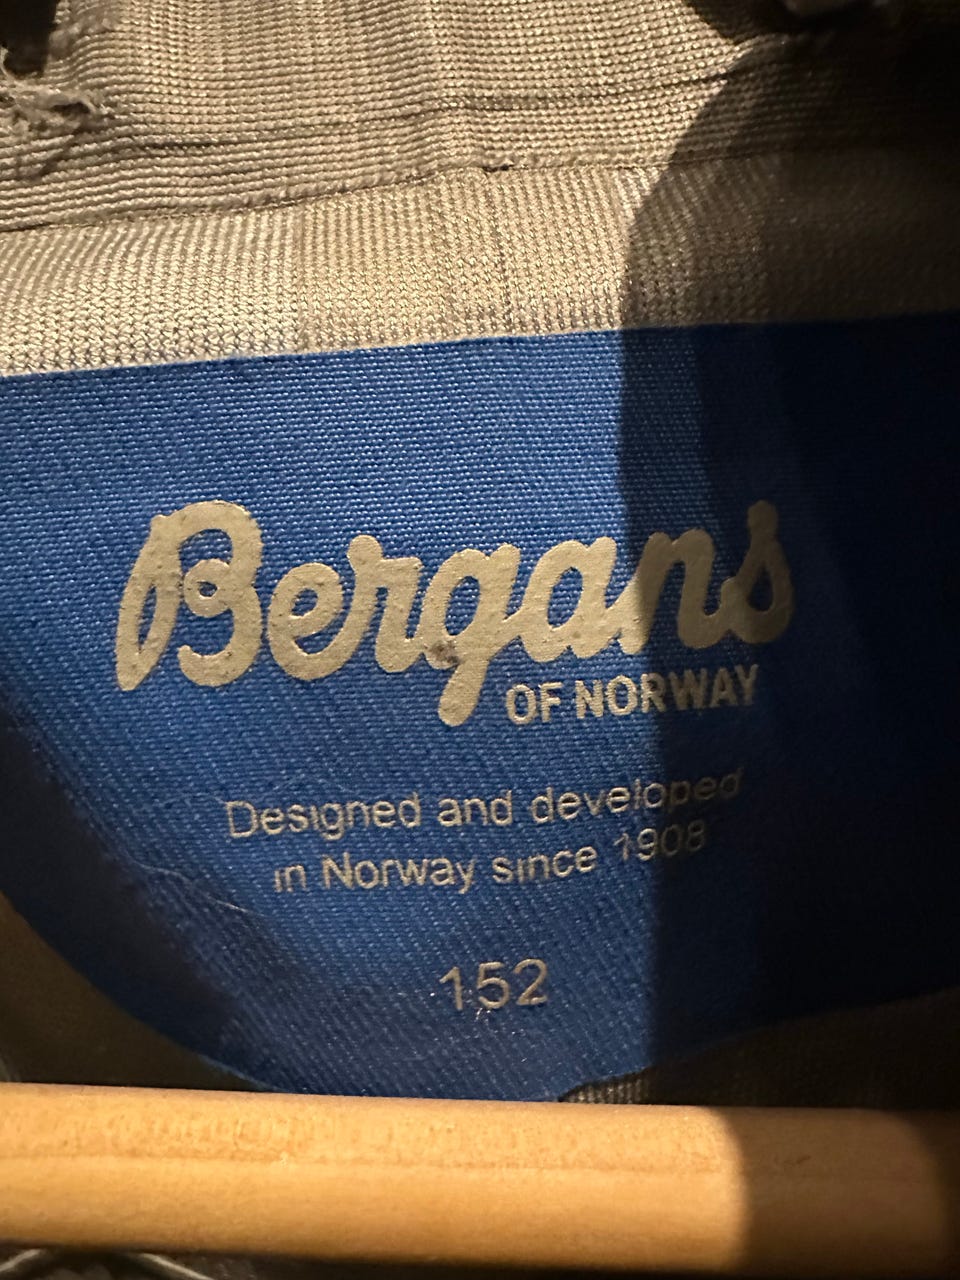 Bergans
OF NORWAY
Designed and developed
in Norway since 1908
152